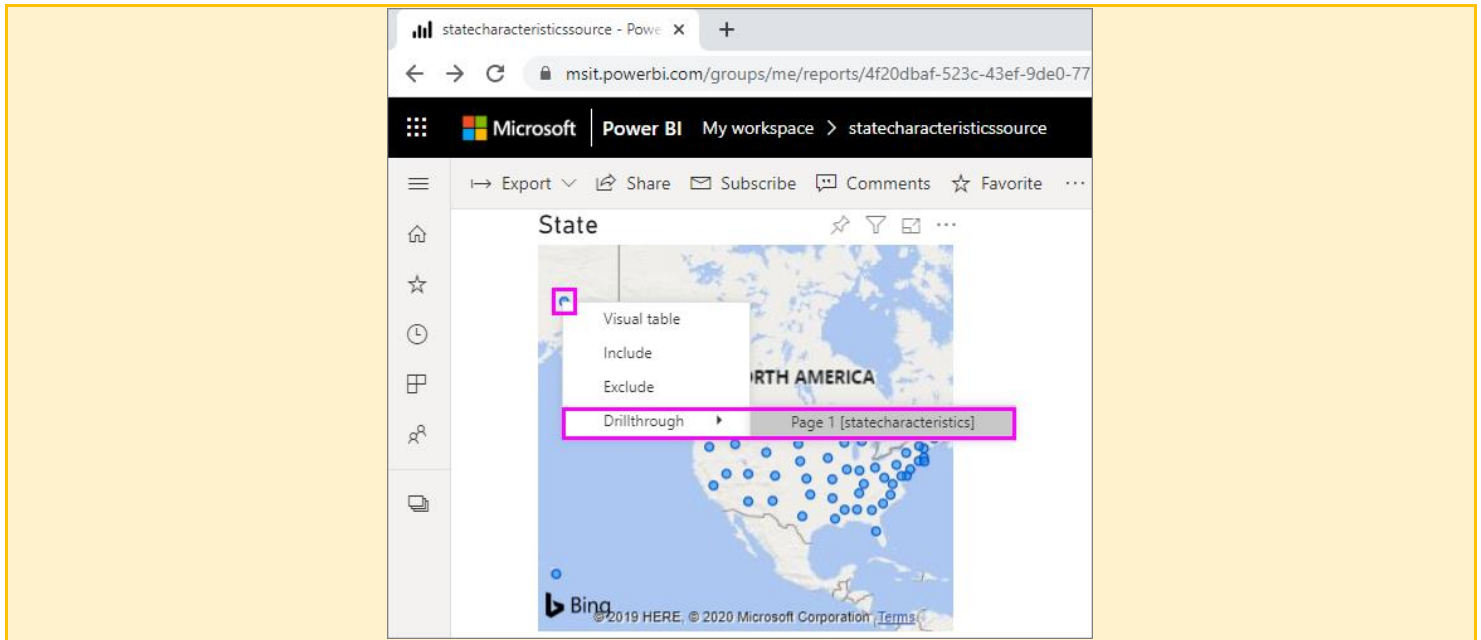 statecharacteristicssource - Powe
msit.powerbi.com/groups/me/reports/4f20dbaf-523c-43ef-9de0-77
Microsoft Power BI My workspace > statecharacteristicssource
Export Share Subscribe Comments Favorite ...
State
Visual table
Include
Exclude
RTH AMERICA
Drillthrough Page 1 [statecharacteristics]
Bing
© 2019 HERE, © 2020 Microsoft Corporation Terms